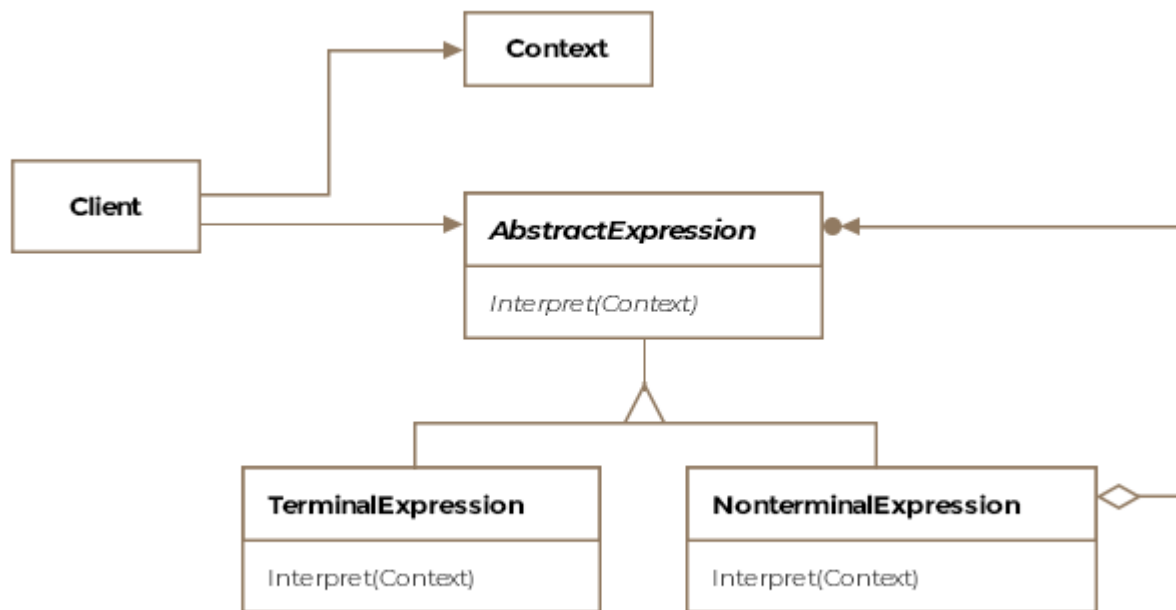 Context
Client
AbstractExpression
Interpret(Context)
TerminalExpression
Interpret(Context)
NonterminalExpression
Interpret(Context)